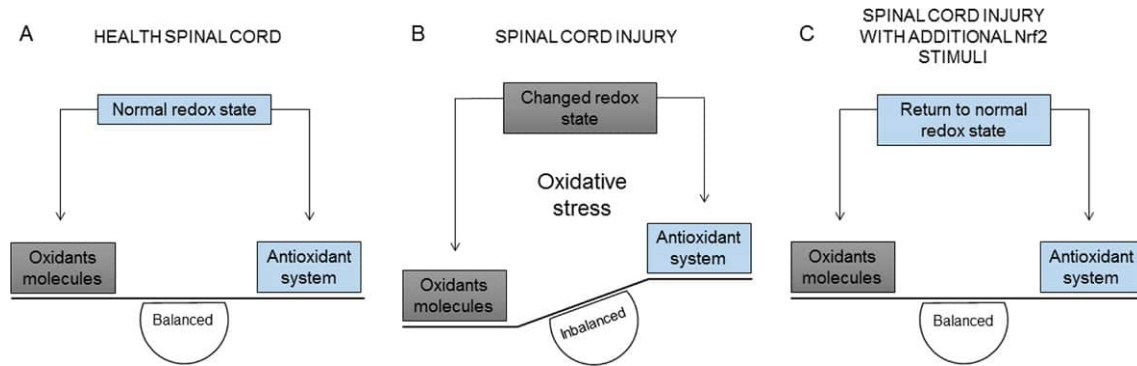 A
HEALTH SPINAL CORD
Normal redox state
Oxidants
molecules
Antioxidant
system
Balanced
B
SPINAL CORD INJURY
Changed redox
state
Oxidative
stress
Oxidants
molecules
Antioxidant
system
Inbalanced
C
SPINAL CORD INJURY
WITH ADDITIONAL Nrf2
STIMULI
Return to normal
redox state
Oxidants
molecules
Antioxidant
system
Balanced